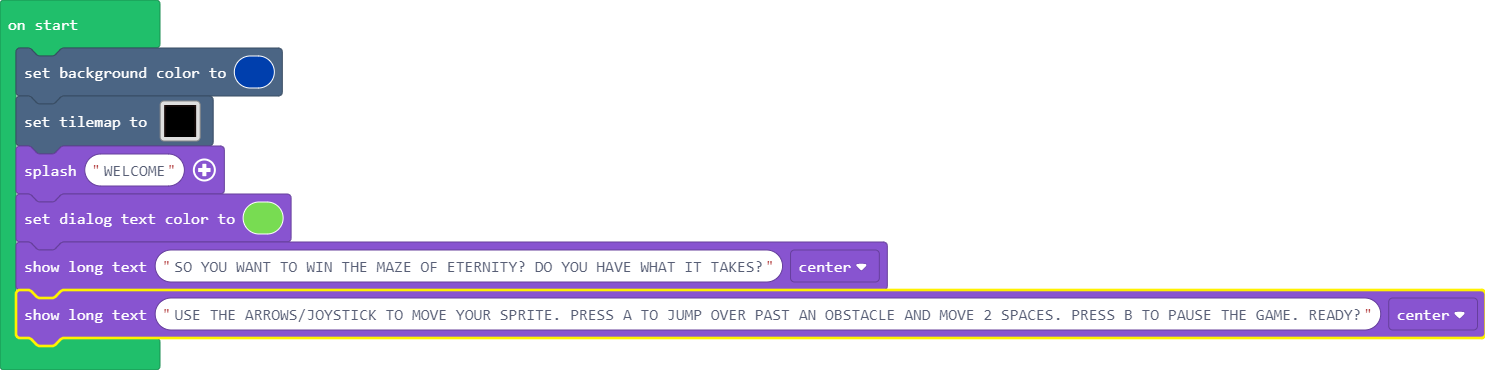 on start
set background color to
set tilemap to
splash "WELCOME"
set dialog text color to
show long text "SO YOU WANT TO WIN THE MAZE OF ETERNITY? DO YOU HAVE WHAT IT TAKES?" center
show long text "USE THE ARROWS/JOYSTICK TO MOVE YOUR SPRITE. PRESS A TO JUMP OVER PAST AN OBSTACLE AND MOVE 2 SPACES. PRESS B TO PAUSE THE GAME. READY?" center